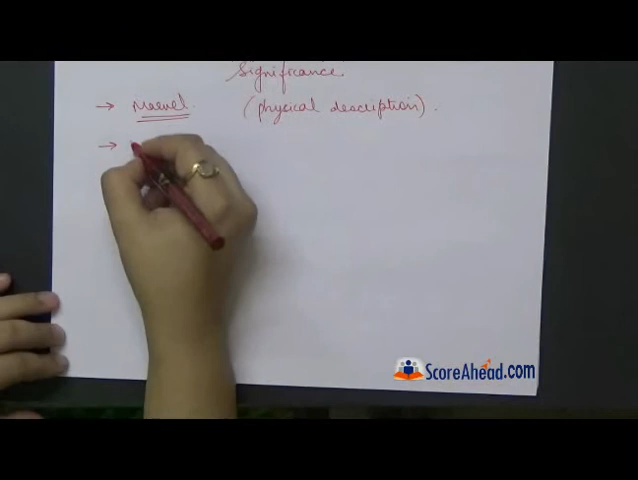 Significance.
→ Marvel. (physical description).
→
ScoreAhead.com